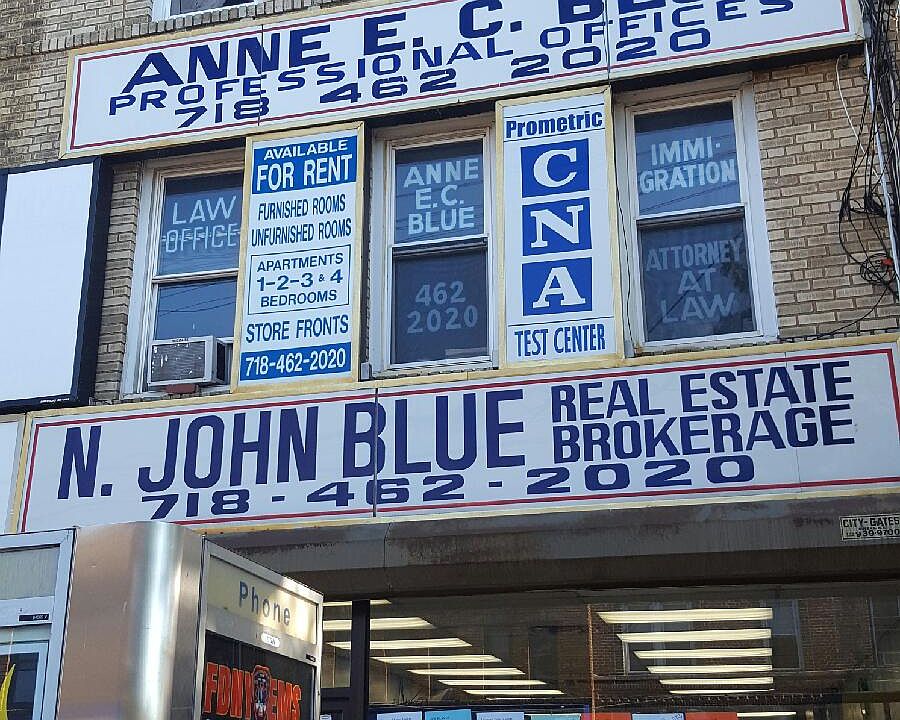 ANNE E. C. BLUE
PROFESSIONAL OFFICES
718 462 2020
LAW
OFFICE
AVAILABLE
FOR RENT
FURNISHED ROOMS
UNFURNISHED ROOMS
APARTMENTS
1-2-3 & 4
BEDROOMS
STORE FRONTS
718-462-2020
ANNE
E.C.
BLUE
462
2020
Prometric
C
N
A
TEST CENTER
IMMI-
GRATION
ATTORNEY
AT
LAW
N. JOHN BLUE REAL ESTATE
BROKERAGE
718-462-2020
CITY-GATES
Phone
FDNY EMS